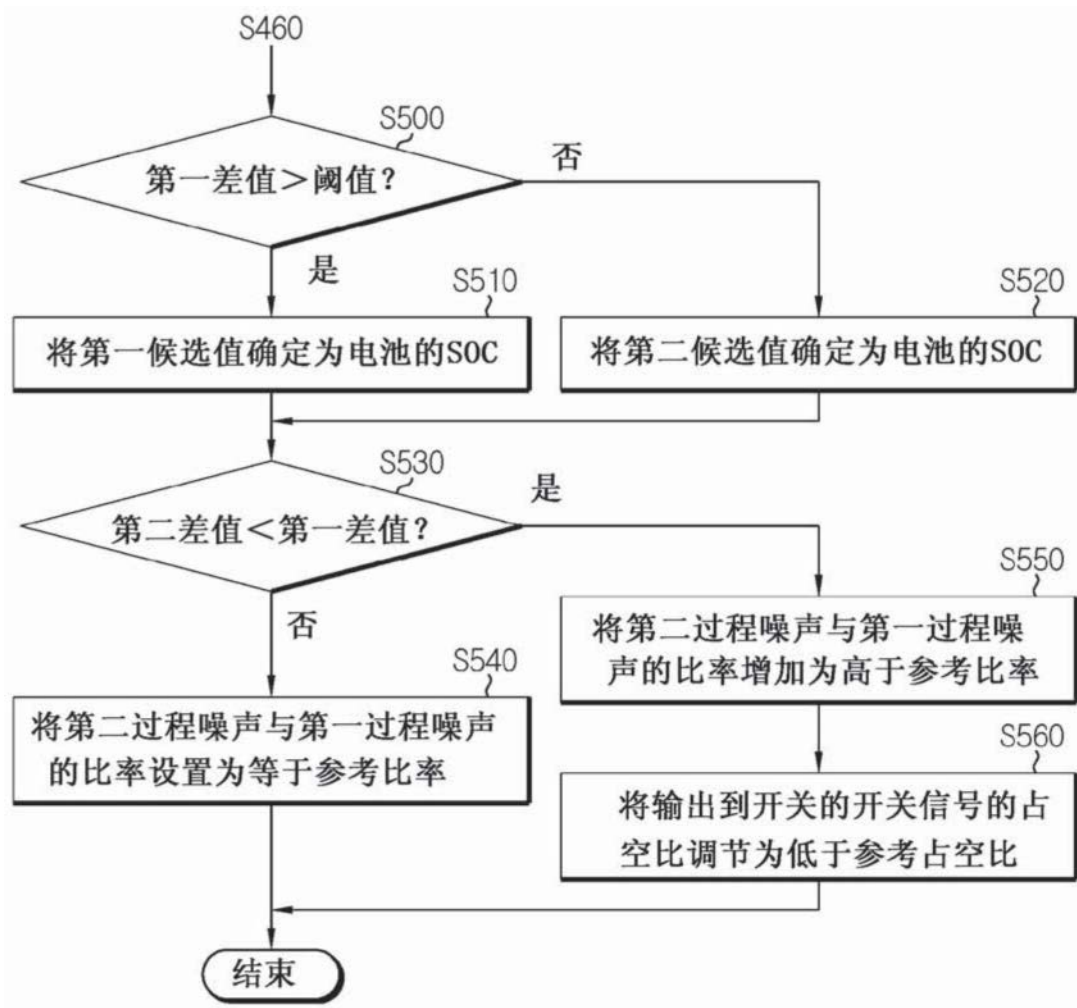 S460
S500
第一差值>阈值?
否
是
S510
将第一候选值确定为电池的SOC
S520
将第二候选值确定为电池的SOC
S530
第二差值<第一差值?
是
否
S540
将第二过程噪声与第一过程噪声
的比率设置为等于参考比率
S550
将第二过程噪声与第一过程噪
声的比率增加为高于参考比率
S560
将输出到开关的开关信号的占
空比调节为低于参考占空比
结束